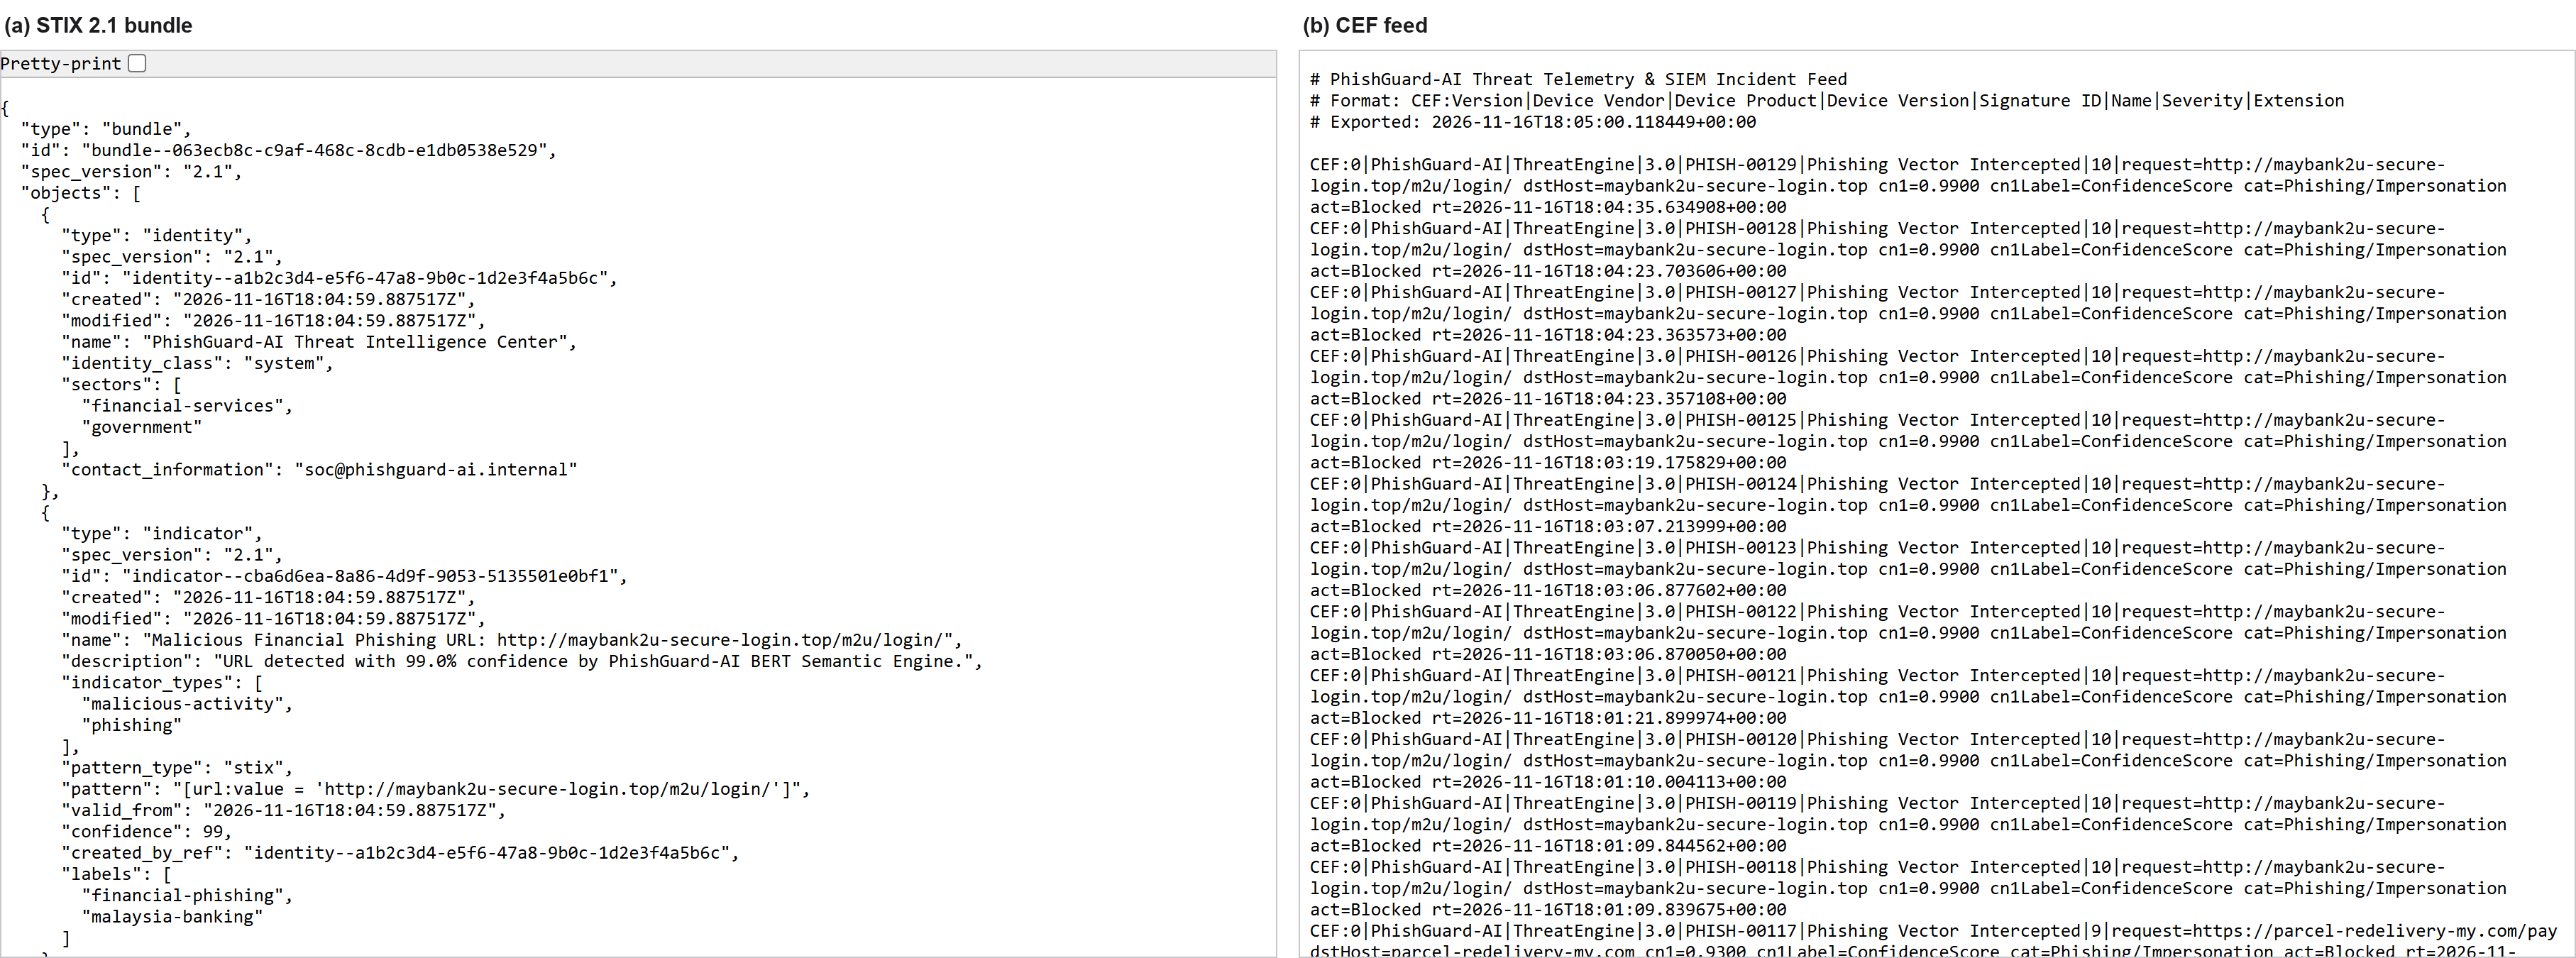 (a) STIX 2.1 bundle
Pretty-print
{
  "type": "bundle",
  "id": "bundle--063ecb8c-c9af-468c-8cdb-e1db0538e529",
  "spec_version": "2.1",
  "objects": [
    {
      "type": "identity",
      "spec_version": "2.1",
      "id": "identity--a1b2c3d4-e5f6-47a8-9b0c-1d2e3f4a5b6c",
      "created": "2026-11-16T18:04:59.887517Z",
      "modified": "2026-11-16T18:04:59.887517Z",
      "name": "PhishGuard-AI Threat Intelligence Center",
      "identity_class": "system",
      "sectors": [
        "financial-services",
        "government"
      ],
      "contact_information": "soc@phishguard-ai.internal"
    },
    {
      "type": "indicator",
      "spec_version": "2.1",
      "id": "indicator--cba6d6ea-8a86-4d9f-9053-5135501e0bf1",
      "created": "2026-11-16T18:04:59.887517Z",
      "modified": "2026-11-16T18:04:59.887517Z",
      "name": "Malicious Financial Phishing URL: http://maybank2u-secure-login.top/m2u/login/",
      "description": "URL detected with 99.0% confidence by PhishGuard-AI BERT Semantic Engine.",
      "indicator_types": [
        "malicious-activity",
        "phishing"
      ],
      "pattern_type": "stix",
      "pattern": "[url:value = 'http://maybank2u-secure-login.top/m2u/login/']",
      "valid_from": "2026-11-16T18:04:59.887517Z",
      "confidence": 99,
      "created_by_ref": "identity--a1b2c3d4-e5f6-47a8-9b0c-1d2e3f4a5b6c",
      "labels": [
        "financial-phishing",
        "malaysia-banking"
      ]
(b) CEF feed
# PhishGuard-AI Threat Telemetry & SIEM Incident Feed
# Format: CEF:Version|Device Vendor|Device Product|Device Version|Signature ID|Name|Severity|Extension
# Exported: 2026-11-16T18:05:00.118449+00:00
CEF:0|PhishGuard-AI|ThreatEngine|3.0|PHISH-00129|Phishing Vector Intercepted|10|request=http://maybank2u-secure-
login.top/m2u/login/ dstHost=maybank2u-secure-login.top cn1=0.9900 cn1Label=ConfidenceScore cat=Phishing/Impersonation
act=Blocked rt=2026-11-16T18:04:35.634908+00:00
CEF:0|PhishGuard-AI|ThreatEngine|3.0|PHISH-00128|Phishing Vector Intercepted|10|request=http://maybank2u-secure-
login.top/m2u/login/ dstHost=maybank2u-secure-login.top cn1=0.9900 cn1Label=ConfidenceScore cat=Phishing/Impersonation
act=Blocked rt=2026-11-16T18:04:23.703606+00:00
CEF:0|PhishGuard-AI|ThreatEngine|3.0|PHISH-00127|Phishing Vector Intercepted|10|request=http://maybank2u-secure-
login.top/m2u/login/ dstHost=maybank2u-secure-login.top cn1=0.9900 cn1Label=ConfidenceScore cat=Phishing/Impersonation
act=Blocked rt=2026-11-16T18:04:23.363573+00:00
CEF:0|PhishGuard-AI|ThreatEngine|3.0|PHISH-00126|Phishing Vector Intercepted|10|request=http://maybank2u-secure-
login.top/m2u/login/ dstHost=maybank2u-secure-login.top cn1=0.9900 cn1Label=ConfidenceScore cat=Phishing/Impersonation
act=Blocked rt=2026-11-16T18:04:23.357108+00:00
CEF:0|PhishGuard-AI|ThreatEngine|3.0|PHISH-00125|Phishing Vector Intercepted|10|request=http://maybank2u-secure-
login.top/m2u/login/ dstHost=maybank2u-secure-login.top cn1=0.9900 cn1Label=ConfidenceScore cat=Phishing/Impersonation
act=Blocked rt=2026-11-16T18:03:19.175829+00:00
CEF:0|PhishGuard-AI|ThreatEngine|3.0|PHISH-00124|Phishing Vector Intercepted|10|request=http://maybank2u-secure-
login.top/m2u/login/ dstHost=maybank2u-secure-login.top cn1=0.9900 cn1Label=ConfidenceScore cat=Phishing/Impersonation
act=Blocked rt=2026-11-16T18:03:07.213999+00:00
CEF:0|PhishGuard-AI|ThreatEngine|3.0|PHISH-00123|Phishing Vector Intercepted|10|request=http://maybank2u-secure-
login.top/m2u/login/ dstHost=maybank2u-secure-login.top cn1=0.9900 cn1Label=ConfidenceScore cat=Phishing/Impersonation
act=Blocked rt=2026-11-16T18:03:06.877602+00:00
CEF:0|PhishGuard-AI|ThreatEngine|3.0|PHISH-00122|Phishing Vector Intercepted|10|request=http://maybank2u-secure-
login.top/m2u/login/ dstHost=maybank2u-secure-login.top cn1=0.9900 cn1Label=ConfidenceScore cat=Phishing/Impersonation
act=Blocked rt=2026-11-16T18:03:06.870050+00:00
CEF:0|PhishGuard-AI|ThreatEngine|3.0|PHISH-00121|Phishing Vector Intercepted|10|request=http://maybank2u-secure-
login.top/m2u/login/ dstHost=maybank2u-secure-login.top cn1=0.9900 cn1Label=ConfidenceScore cat=Phishing/Impersonation
act=Blocked rt=2026-11-16T18:01:21.899974+00:00
CEF:0|PhishGuard-AI|ThreatEngine|3.0|PHISH-00120|Phishing Vector Intercepted|10|request=http://maybank2u-secure-
login.top/m2u/login/ dstHost=maybank2u-secure-login.top cn1=0.9900 cn1Label=ConfidenceScore cat=Phishing/Impersonation
act=Blocked rt=2026-11-16T18:01:10.004113+00:00
CEF:0|PhishGuard-AI|ThreatEngine|3.0|PHISH-00119|Phishing Vector Intercepted|10|request=http://maybank2u-secure-
login.top/m2u/login/ dstHost=maybank2u-secure-login.top cn1=0.9900 cn1Label=ConfidenceScore cat=Phishing/Impersonation
act=Blocked rt=2026-11-16T18:01:09.844562+00:00
CEF:0|PhishGuard-AI|ThreatEngine|3.0|PHISH-00118|Phishing Vector Intercepted|10|request=http://maybank2u-secure-
login.top/m2u/login/ dstHost=maybank2u-secure-login.top cn1=0.9900 cn1Label=ConfidenceScore cat=Phishing/Impersonation
act=Blocked rt=2026-11-16T18:01:09.839675+00:00
CEF:0|PhishGuard-AI|ThreatEngine|3.0|PHISH-00117|Phishing Vector Intercepted|9|request=https://parcel-redelivery-my.com/pay
dstHost=parcel-redelivery-my.com cn1=0.9300 cn1Label=ConfidenceScore cat=Phishing/Impersonation act=Blocked rt=2026-11-